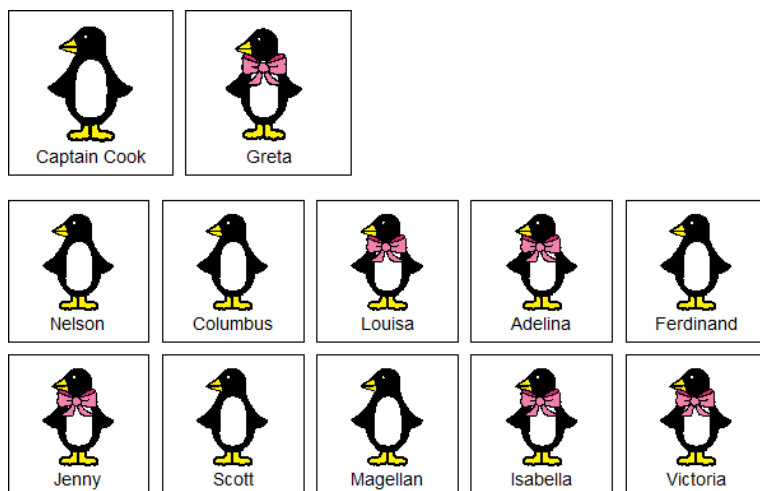 Captain Cook Greta
Nelson Columbus Louisa Adelina Ferdinand
Jenny Scott Magellan Isabella Victoria